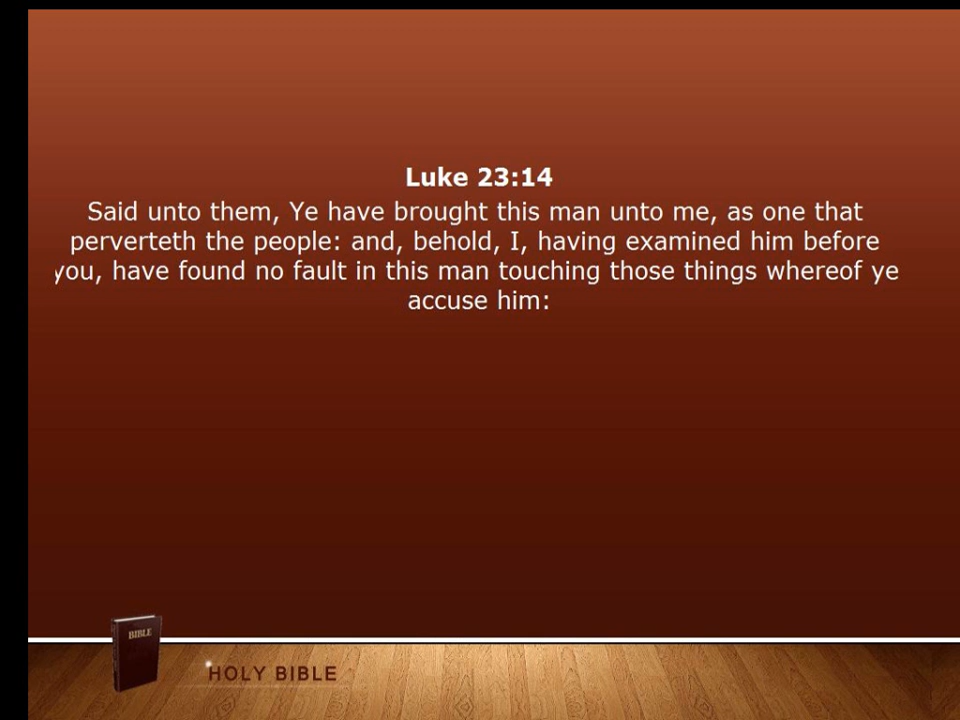 Luke 23:14
Said unto them, Ye have brought this man unto me, as one that
perverteth the people: and, behold, I, having examined him before
you, have found no fault in this man touching those things whereof ye
accuse him:
BIBLE
HOLY BIBLE